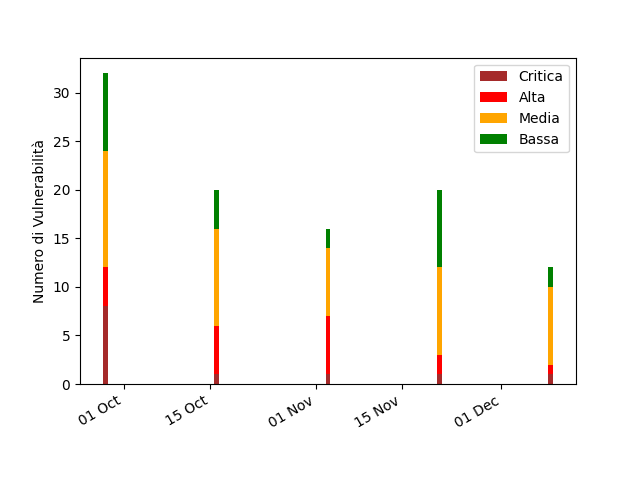 Critica
Alta
Media
Bassa
Numero di Vulnerabilità
30
25
20
15
10
5
0
01 Oct
15 Oct
01 Nov
15 Nov
01 Dec